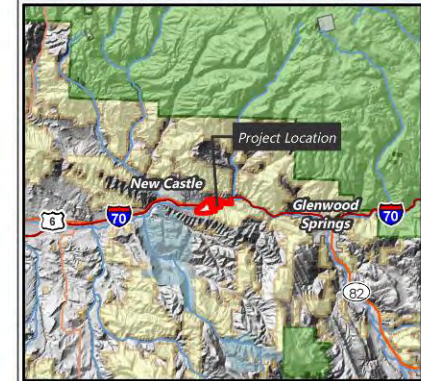 Project Location
New Castle
Glenwood
Springs
6
70
70
82